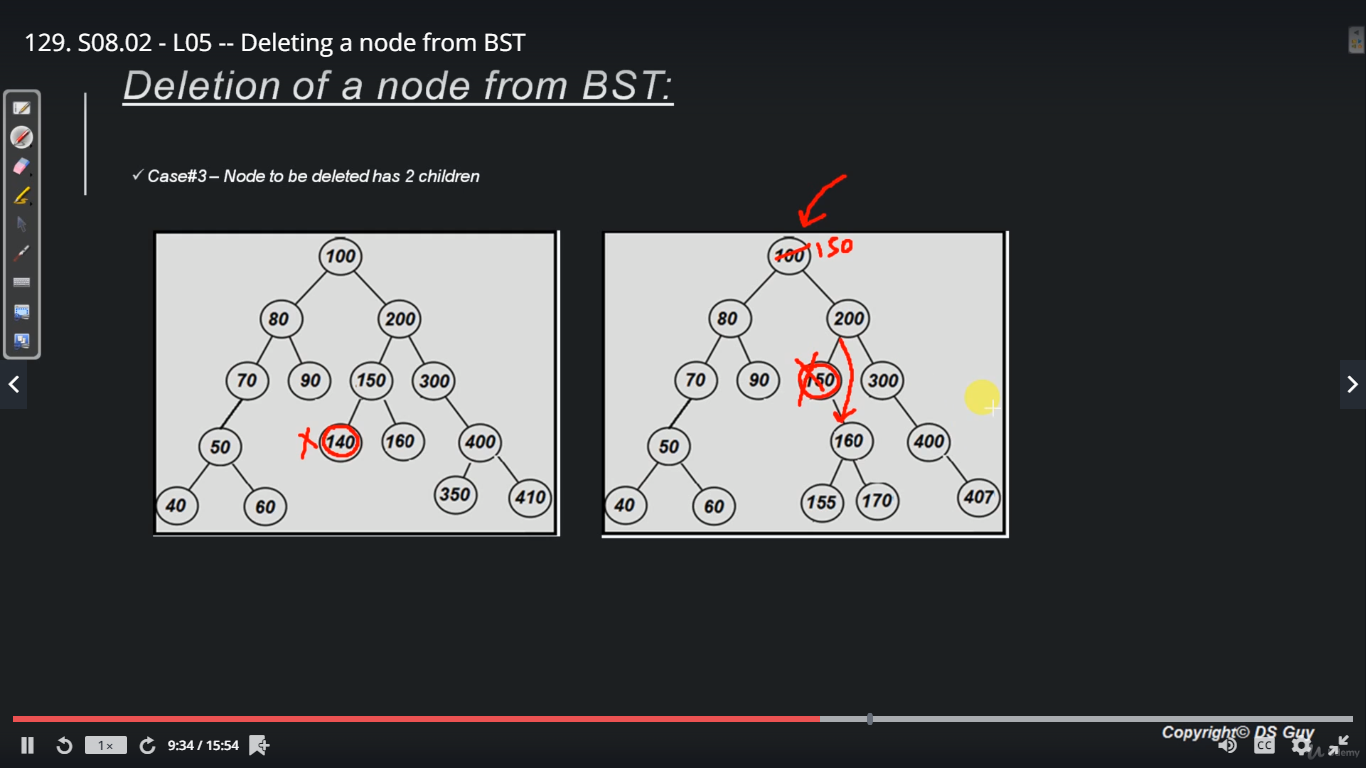 129. S08.02 - L05 -- Deleting a node from BST
Deletion of a node from BST:
✓ Case#3 – Node to be deleted has 2 children
100
80 200
70 90 150 300
50 X 140 160 400
40 60 350 410
100 150
80 200
70 90 150 300
50 160 400
40 60 155 170 407
Copyright© DS Guy
1x 9:34 / 15:54 CC